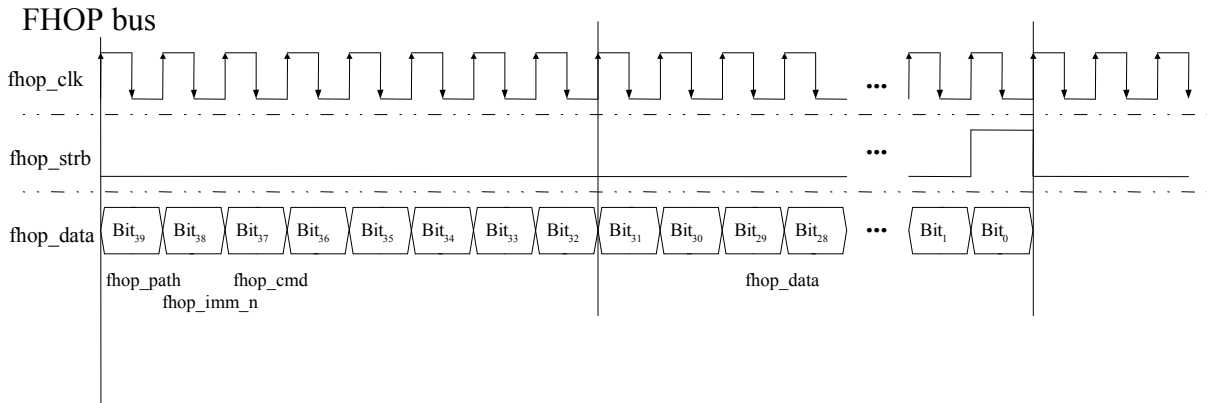 FHOP bus
fhop_clk
•••
fhop_strb
•••
fhop_data Bit39 Bit38 Bit37 Bit36 Bit35 Bit34 Bit33 Bit32 Bit31 Bit30 Bit29 Bit28 ••• Bit1 Bit0
fhop_path fhop_cmd fhop_data
fhop_imm_n